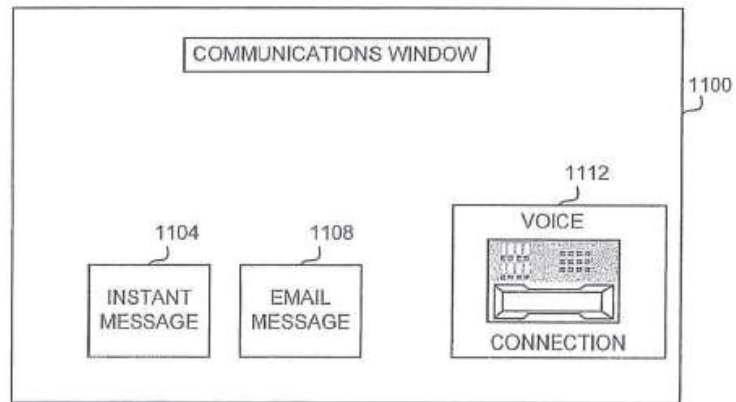 COMMUNICATIONS WINDOW
1100
1112
VOICE
1104
1108
INSTANT
MESSAGE
EMAIL
MESSAGE
CONNECTION